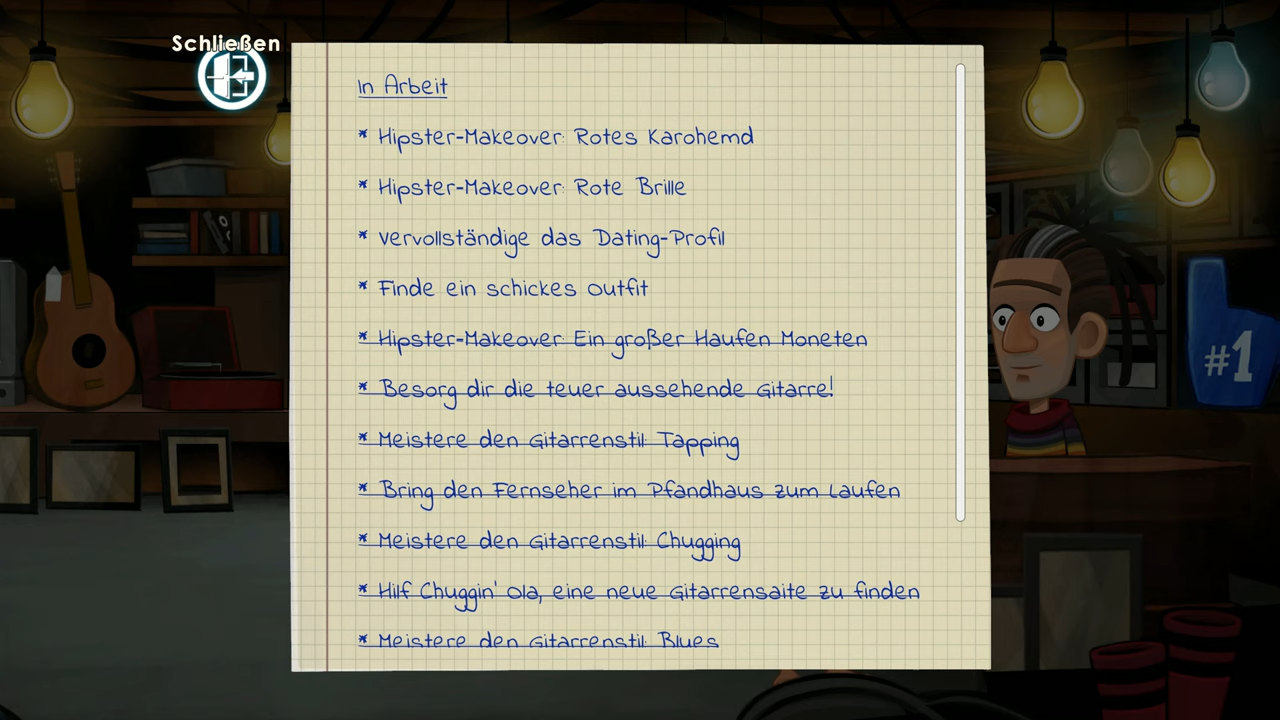 Schließen
In Arbeit
* Hipster-Makeover: Rotes Karohemd
* Hipster-Makeover: Rote Brille
* Vervollständige das Dating-Profil
* Finde ein schickes Outfit
* Hipster-Makeover: Ein großer Haufen Moneten
* Besorg dir die teuer aussehende Gitarre!
* Meistere den Gitarrenstil: Tapping
* Bring den Fernseher im Pfandhaus zum Laufen
* Meistere den Gitarrenstil: Chugging
* Hilf Chuggin' Ola, eine neue Gitarrensaite zu finden
* Meistere den Gitarrenstil: Blues
#1